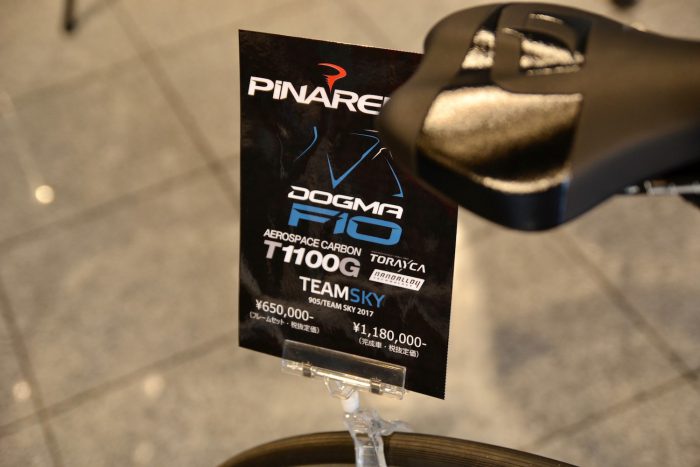 PINARE
DOGMA
F10
AEROSPACE CARBON
T1100G
TORAYCA
NANOALLOY
TEAMSKY
905/TEAM SKY 2017
¥650,000-
(フレームセット・税抜定価)
¥1,180,000-
(完成車・税抜定価)